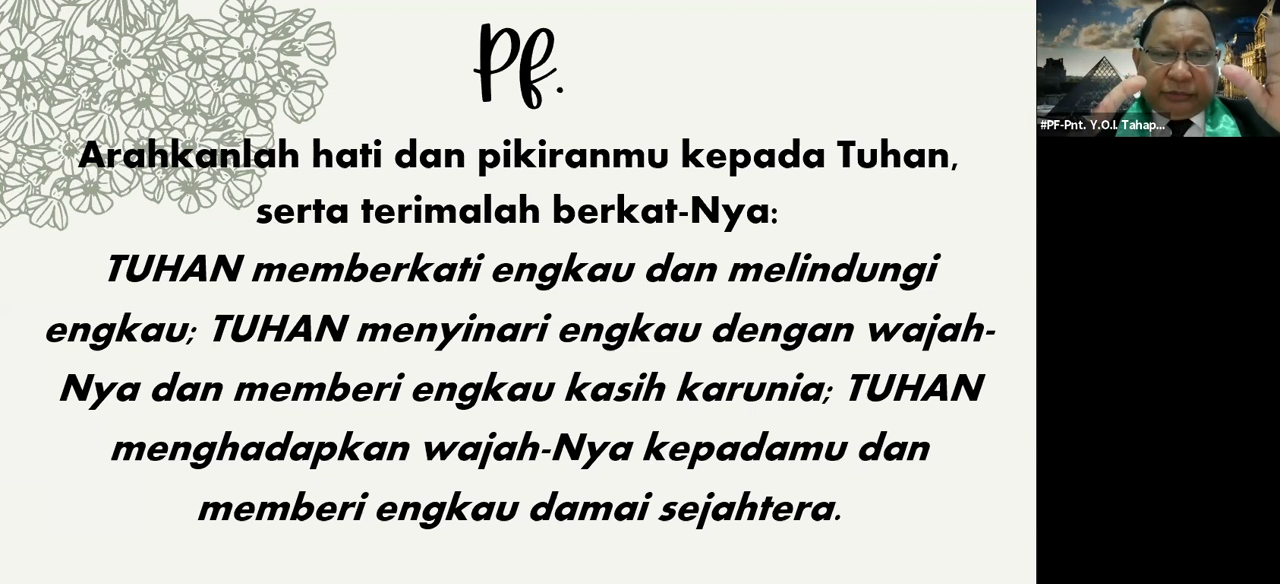 Pf.
Arahkanlah hati dan pikiranmu kepada Tuhan,
serta terimalah berkat-Nya:
TUHAN memberkati engkau dan melindungi
engkau; TUHAN menyinari engkau dengan wajah-
Nya dan memberi engkau kasih karunia; TUHAN
menghadapkan wajah-Nya kepadamu dan
memberi engkau damai sejahtera.
#PF-Pnt. Y.O.I. Tahap...